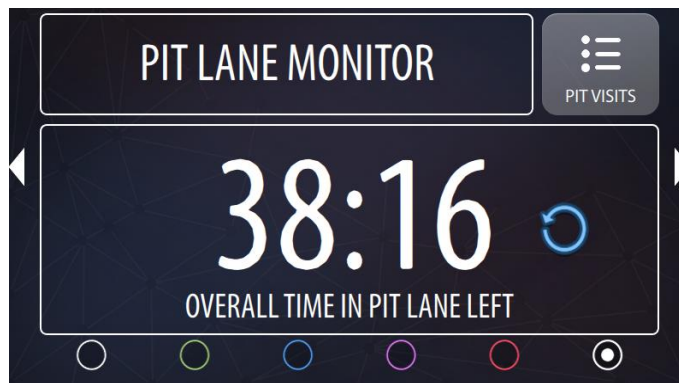 PIT LANE MONITOR
PIT VISITS
38:16
OVERALL TIME IN PIT LANE LEFT